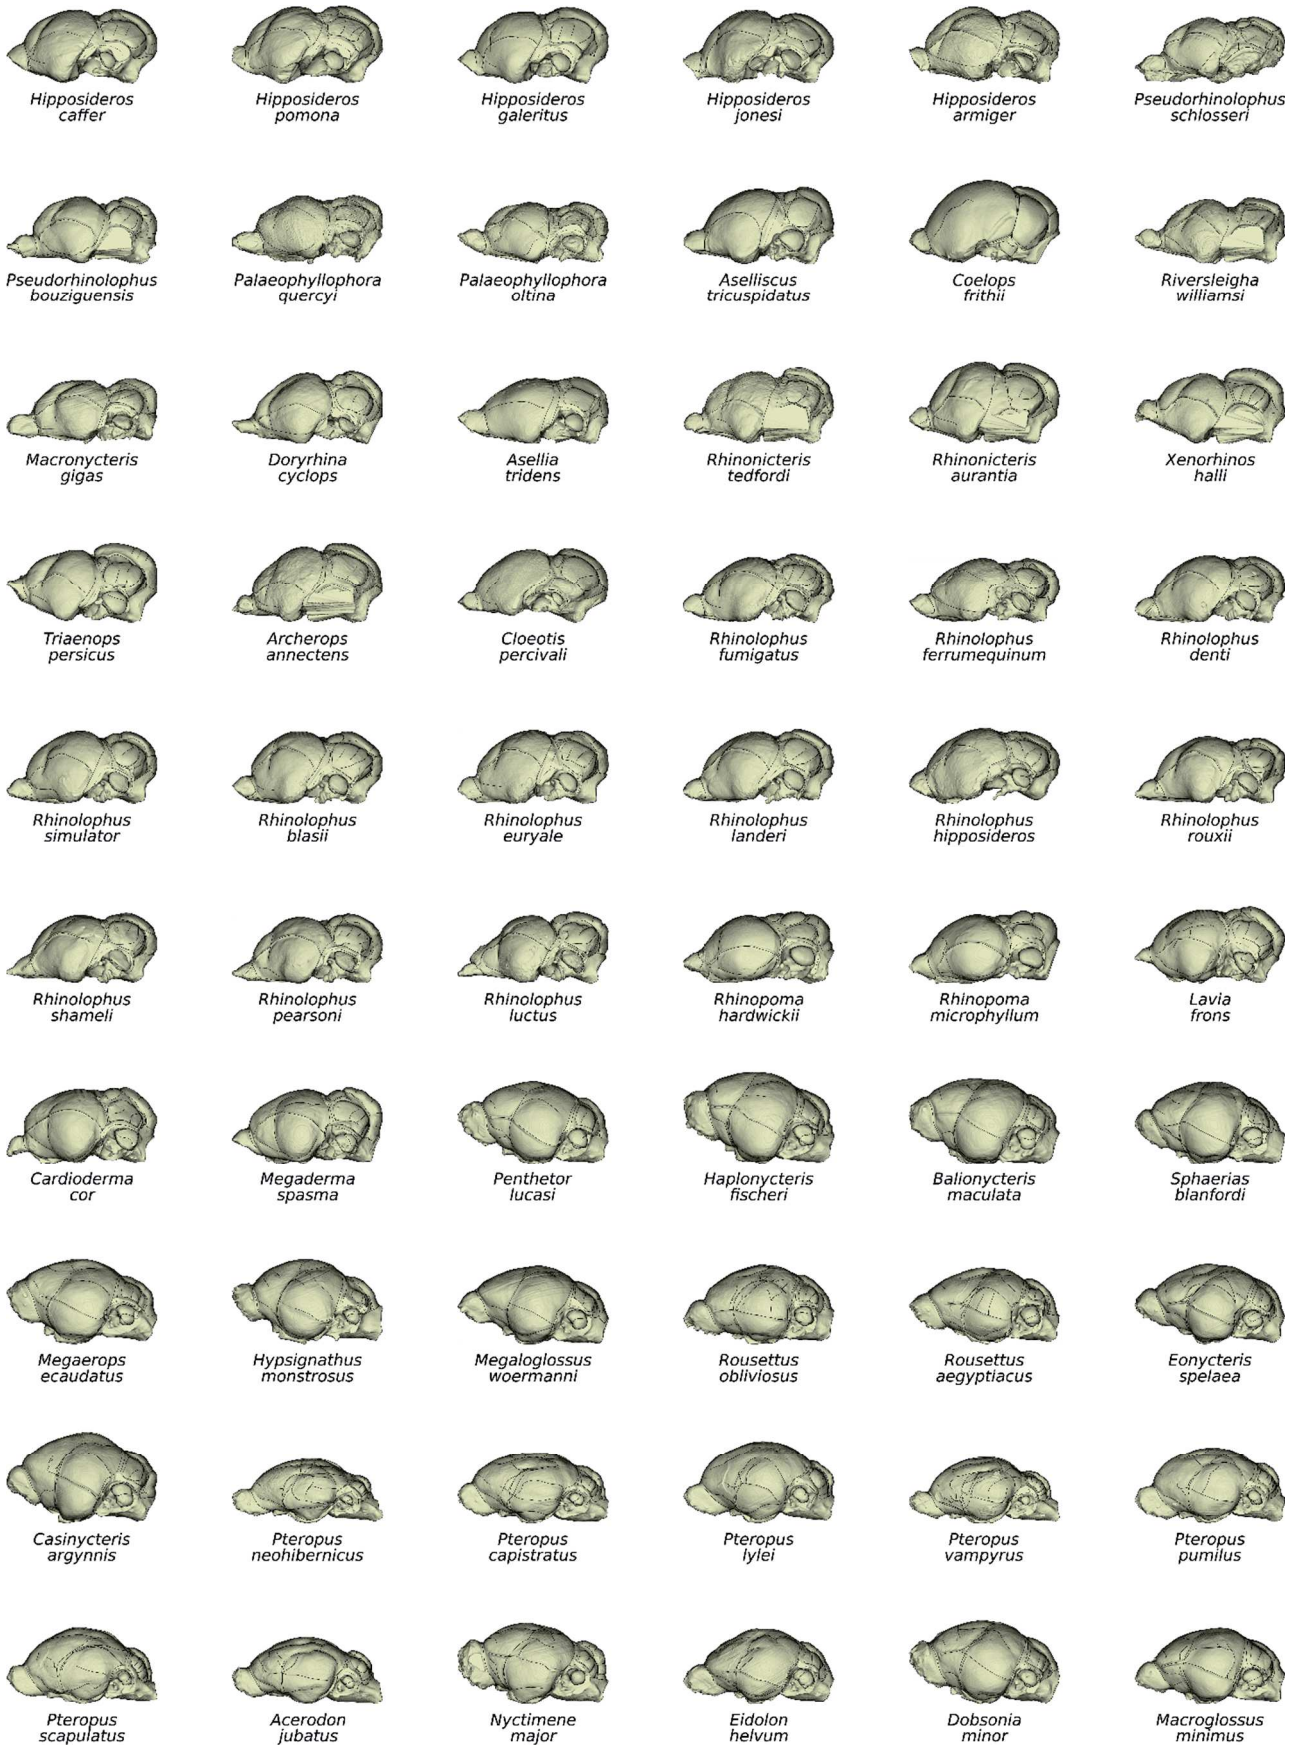 Hipposideros
caffer
Hipposideros
pomona
Hipposideros
galeritus
Hipposideros
jonesi
Hipposideros
armiger
Pseudorhinolophus
schlosseri
Pseudorhinolophus
bouziguensis
Palaeophyllophora
quercyi
Palaeophyllophora
oltina
Aselliscus
tricuspidatus
Coelops
frithii
Riversleigha
williamsi
Macronycteris
gigas
Doryrhina
cyclops
Asellia
tridens
Rhinonicteris
tedfordi
Rhinonicteris
aurantia
Xenorhinos
halli
Triaenops
persicus
Archerops
annectens
Cloeotis
percivali
Rhinolophus
fumigatus
Rhinolophus
ferrumequinum
Rhinolophus
denti
Rhinolophus
simulator
Rhinolophus
blasii
Rhinolophus
euryale
Rhinolophus
landeri
Rhinolophus
hipposideros
Rhinolophus
rouxii
Rhinolophus
shameli
Rhinolophus
pearsoni
Rhinolophus
luctus
Rhinopoma
hardwickii
Rhinopoma
microphyllum
Lavia
frons
Cardioderma
cor
Megaderma
spasma
Penthetor
lucasi
Haplonycteris
fischeri
Balionycteris
maculata
Sphaerias
blanfordi
Megaerops
ecaudatus
Hypsignathus
monstrosus
Megaloglossus
woermanni
Rousettus
obliviosus
Rousettus
aegyptiacus
Eonycteris
spelaea
Casinycteris
argynnis
Pteropus
neohibernicus
Pteropus
capistratus
Pteropus
lylei
Pteropus
vampyrus
Pteropus
pumilus
Pteropus
scapulatus
Acerodon
jubatus
Nyctimene
major
Eidolon
helvum
Dobsonia
minor
Macroglossus
minimus